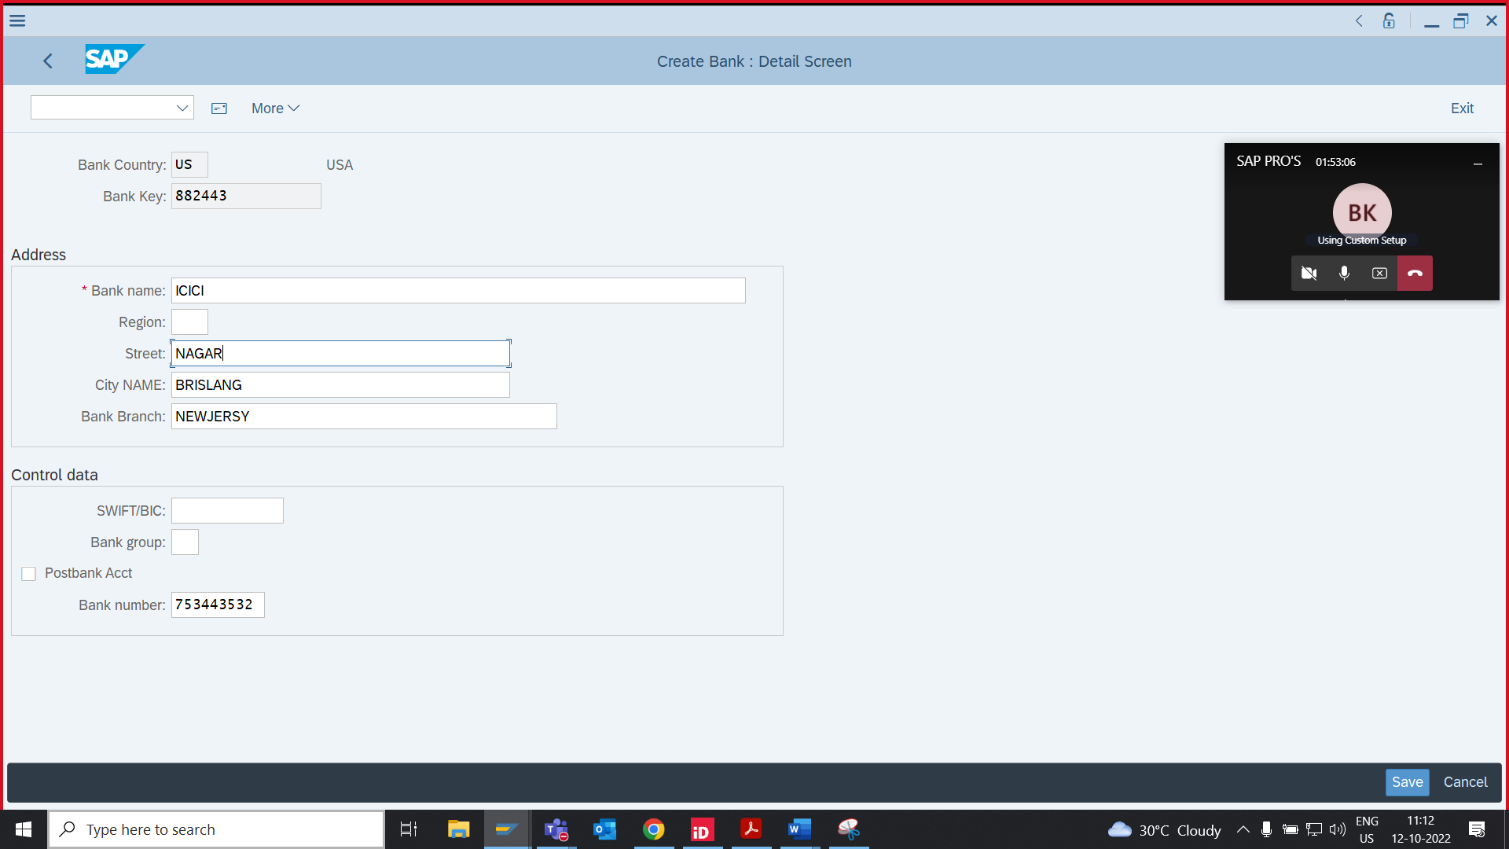 SAP
Create Bank : Detail Screen
More
Exit
Bank Country: US USA
Bank Key: 882443
SAP PRO'S 01:53:06
BK
Using Custom Setup
Address
* Bank name: ICICI
Region:
Street: NAGAR
City NAME: BRISLANG
Bank Branch: NEWJERSY
Control data
SWIFT/BIC:
Bank group:
Postbank Acct
Bank number: 753443532
Save Cancel
Type here to search
iD
30°C Cloudy
ENG
US
11:12
12-10-2022